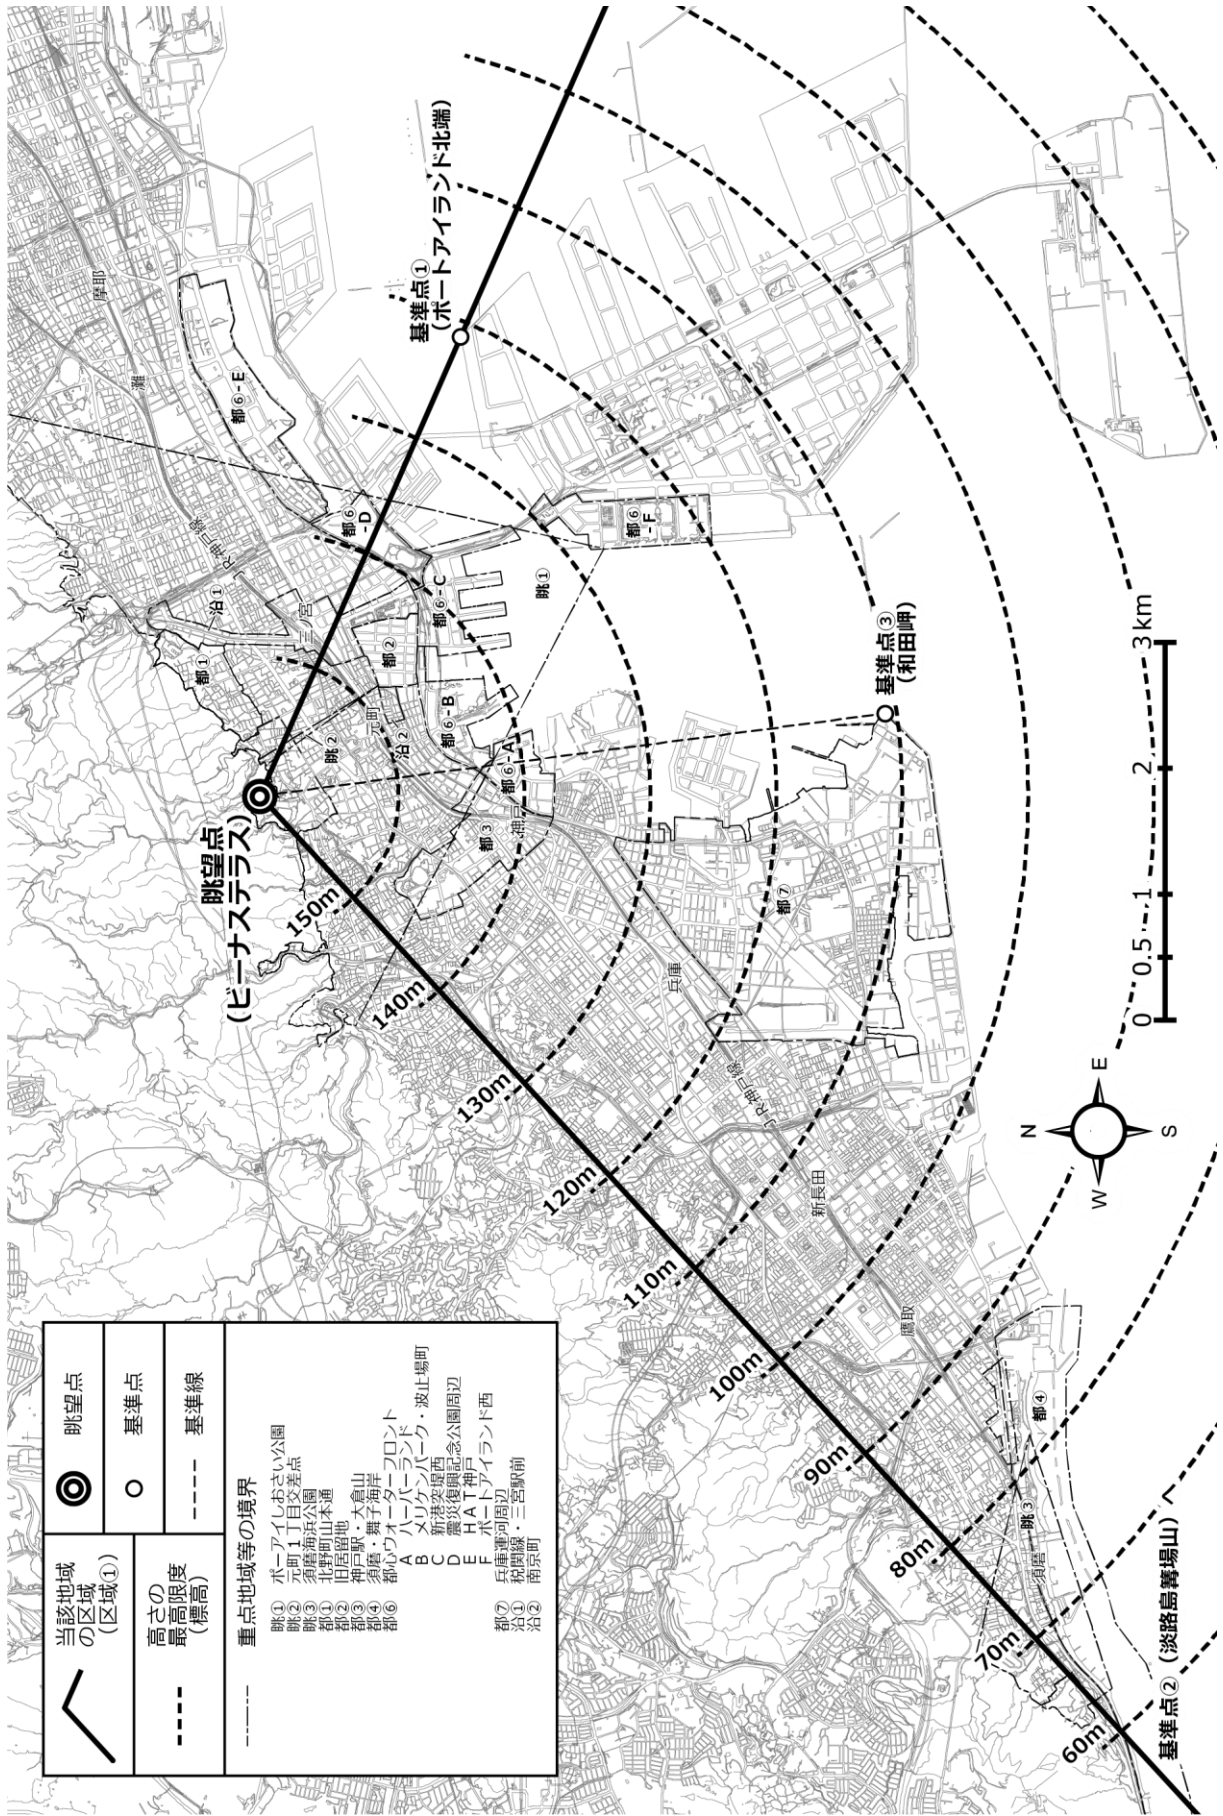 当該地域
の区域
(区域①)
眺望点
高さの
最高限度
(標高)
基準点
基準線
重点地域等の境界
眺① ポーアイしおさい公園
眺② 元町１丁目交差点
眺③ 須磨海浜公園
都① 北野町山本通
都② 旧居留地
都③ 神戸駅・大倉山
都④ 須磨・舞子海岸
都⑥ 都心ウォーターフロント
A ハーバーランド
B メリケンパーク・波止場町
C 新港突堤西
D 震災復興記念公園周辺
E ＨＡＴ神戸
F ポートアイランド西
都⑦ 兵庫運河周辺
沿① 税関線・三宮駅前
沿② 南京町
眺望点
(ビーナステラス)
基準点①
(ポートアイランド北端)
基準点③
(和田岬)
基準点②(淡路島篝場山)
150m
140m
130m
120m
110m
100m
90m
80m
70m
60m
摩耶
灘
都⑥-E
都⑥
-D
ＪＲ神戸線
沿①
三ノ宮
都①
都②
都⑥-C
眺①
都⑥
-F
元町
眺②
沿②
都⑥-B
都⑥-A
神戸
都③
兵庫
都⑦
ＪＲ神戸線
新長田
鷹取
都④
須磨
眺③
N
E
S
W
0 0.5 1 2 3km